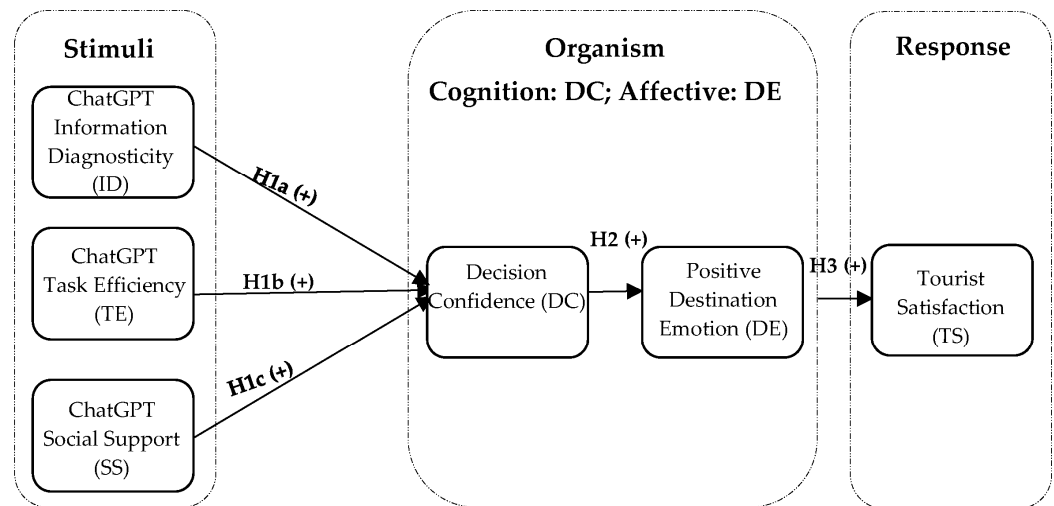 Stimuli
ChatGPT
Information
Diagnosticity
(ID)
ChatGPT
Task Efficiency
(TE)
ChatGPT
Social Support
(SS)
H1a (+)
H1b (+)
H1c (+)
Organism
Cognition: DC; Affective: DE
Decision
Confidence (DC)
H2 (+)
Positive
Destination
Emotion (DE)
H3 (+)
Response
Tourist
Satisfaction
(TS)